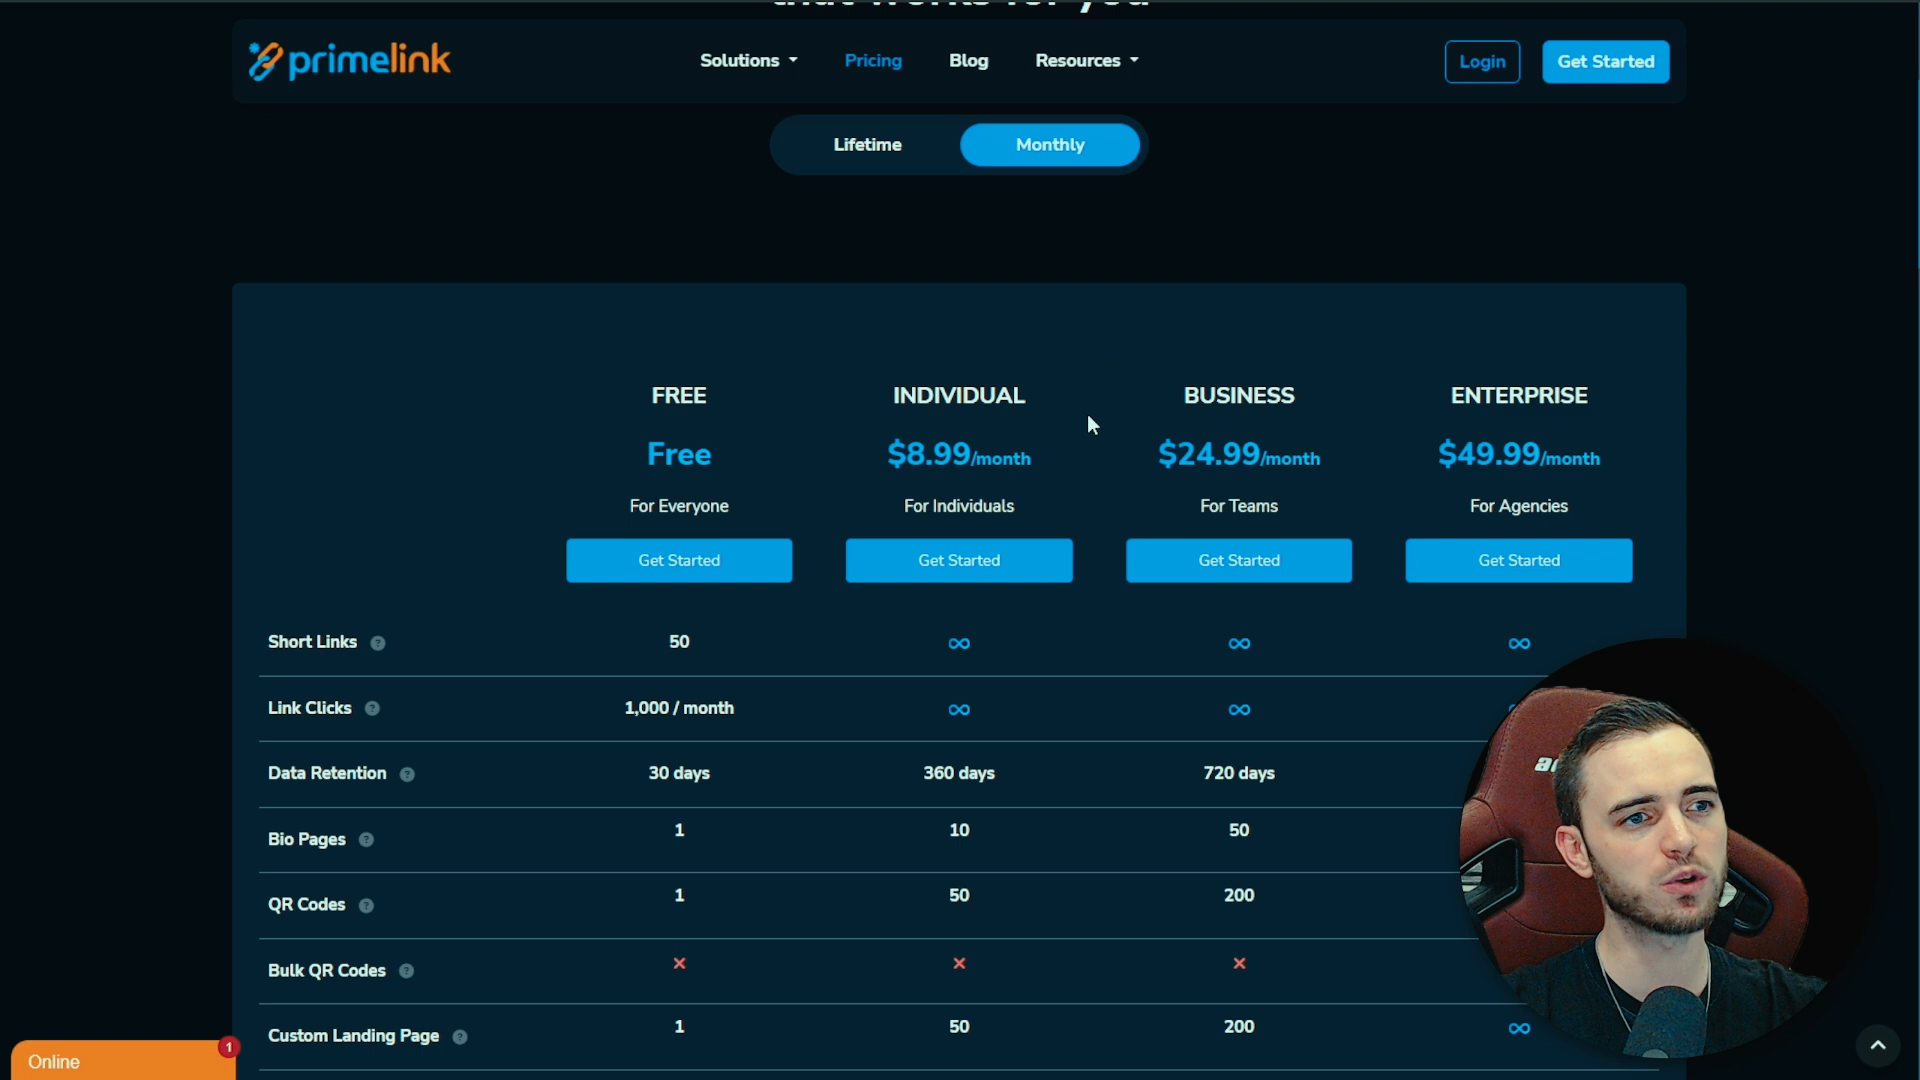 that works for you
primelink
Solutions
Pricing
Blog
Resources
Login
Get Started
Lifetime
Monthly
FREE
INDIVIDUAL
BUSINESS
ENTERPRISE
Free
$8.99/month
$24.99/month
$49.99/month
For Everyone
For Individuals
For Teams
For Agencies
Get Started
Get Started
Get Started
Get Started
Short Links ? 50 ∞ ∞ ∞
Link Clicks ? 1,000 / month ∞ ∞
Data Retention ? 30 days 360 days 720 days
Bio Pages ? 1 10 50
QR Codes ? 1 50 200
Bulk QR Codes ? × × ×
Custom Landing Page ? 1 50 200 ∞
Online
1